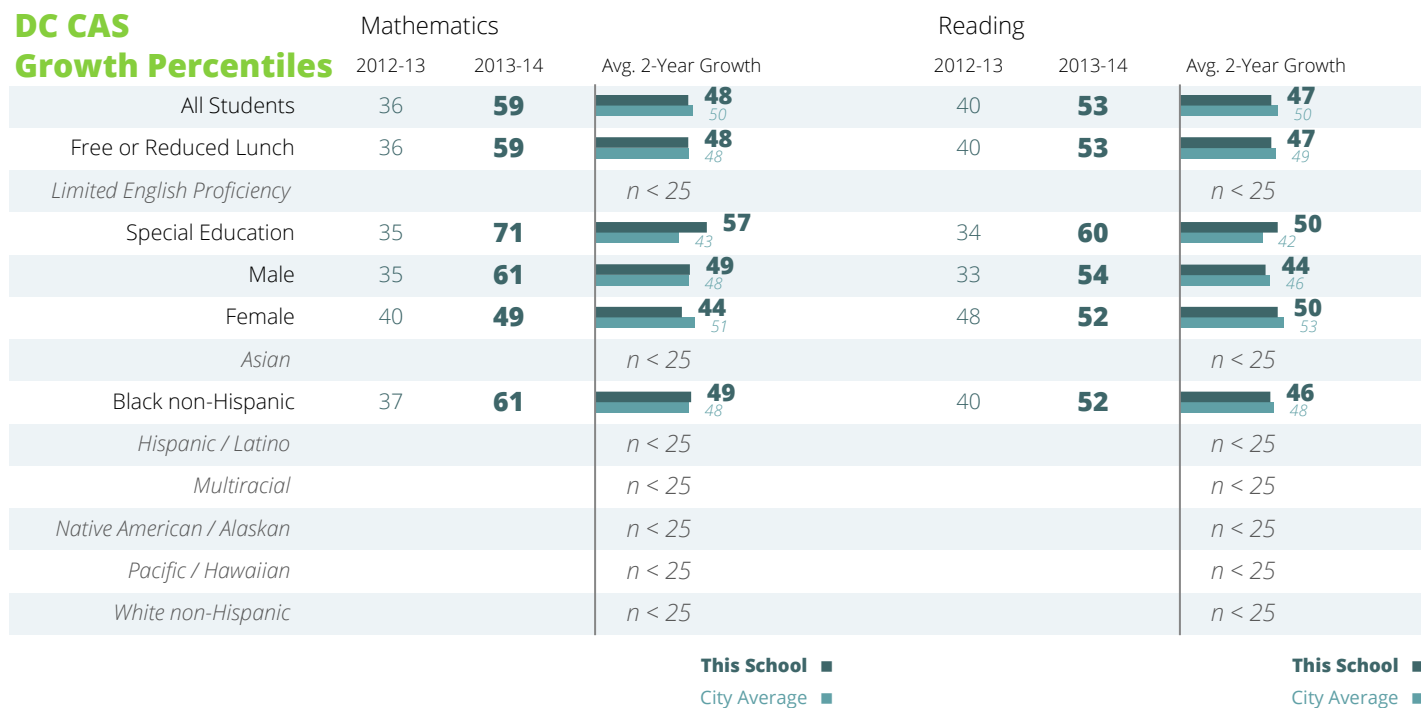 DC CAS
Growth Percentiles
Mathematics Reading
2012-13 2013-14 Avg. 2-Year Growth 2012-13 2013-14 Avg. 2-Year Growth
All Students 36 59 48 50 40 53 47 50
Free or Reduced Lunch 36 59 48 48 40 53 47 49
Limited English Proficiency n < 25 n < 25
Special Education 35 71 57 43 34 60 50 42
Male 35 61 49 48 33 54 44 46
Female 40 49 44 51 48 52 50 53
Asian n < 25 n < 25
Black non-Hispanic 37 61 49 48 40 52 46 48
Hispanic / Latino n < 25 n < 25
Multiracial n < 25 n < 25
Native American / Alaskan n < 25 n < 25
Pacific / Hawaiian n < 25 n < 25
White non-Hispanic n < 25 n < 25
This School This School
City Average City Average